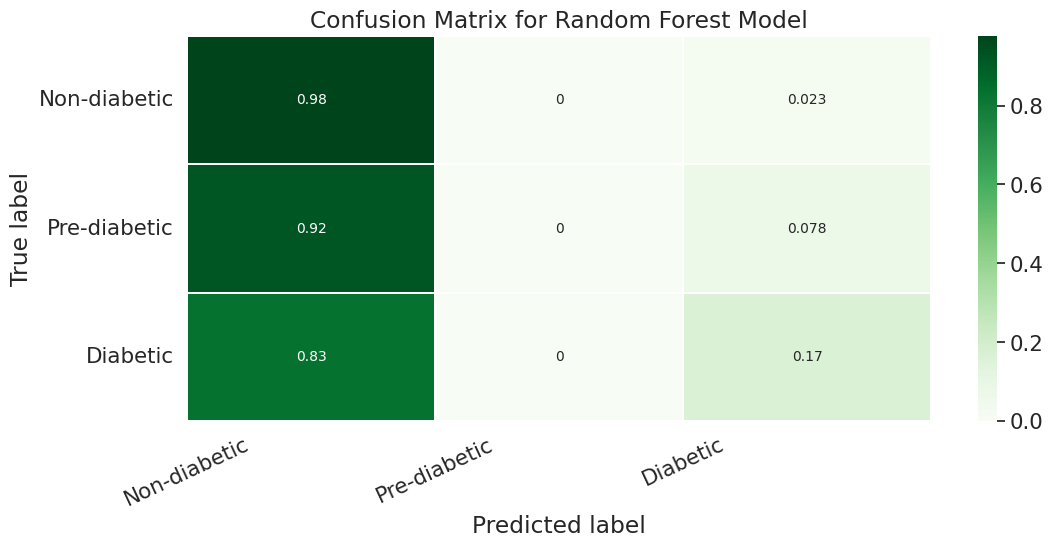 Confusion Matrix for Random Forest Model
True label
Non-diabetic 0.98 0 0.023
Pre-diabetic 0.92 0 0.078
Diabetic 0.83 0 0.17
Non-diabetic Pre-diabetic Diabetic
Predicted label
0.8
0.6
0.4
0.2
0.0